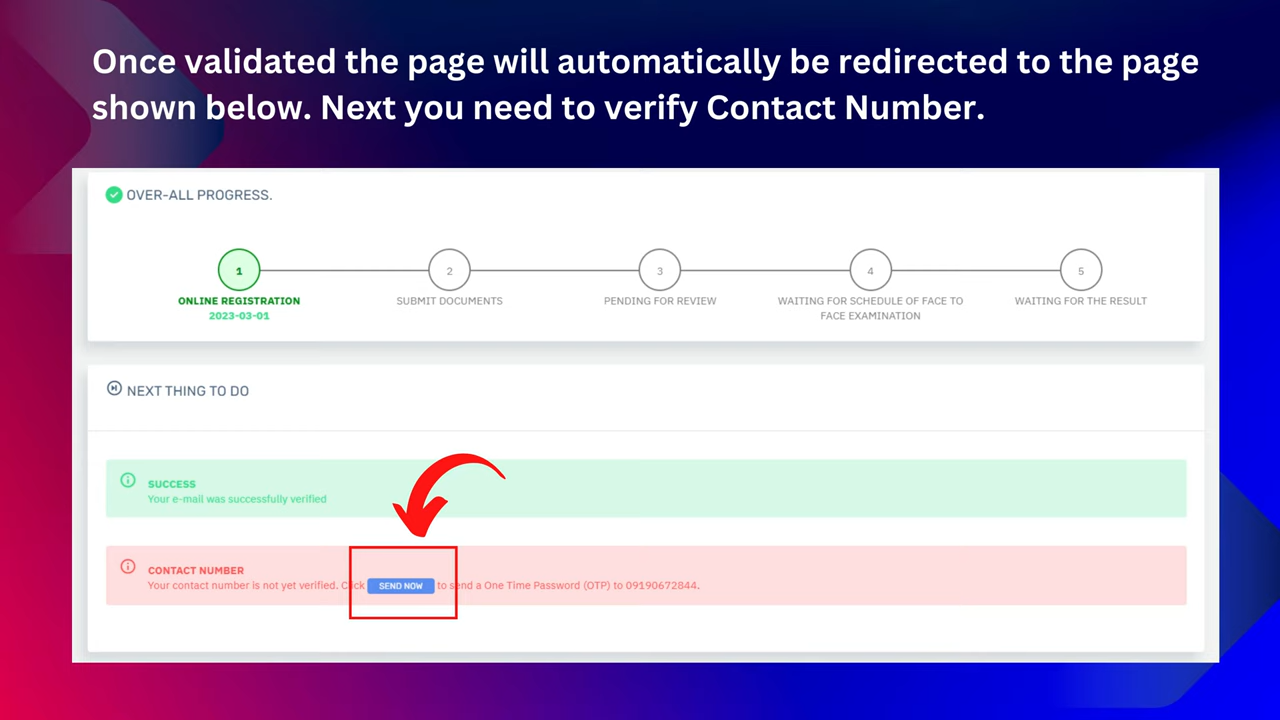 Once validated the page will automatically be redirected to the page
shown below. Next you need to verify Contact Number.
OVER-ALL PROGRESS.
1
2
3
4
5
ONLINE REGISTRATION
2023-03-01
SUBMIT DOCUMENTS
PENDING FOR REVIEW
WAITING FOR SCHEDULE OF FACE TO
FACE EXAMINATION
WAITING FOR THE RESULT
NEXT THING TO DO
SUCCESS
Your e-mail was successfully verified
CONTACT NUMBER
Your contact number is not yet verified. Click SEND NOW to send a One Time Password (OTP) to 09190672844.